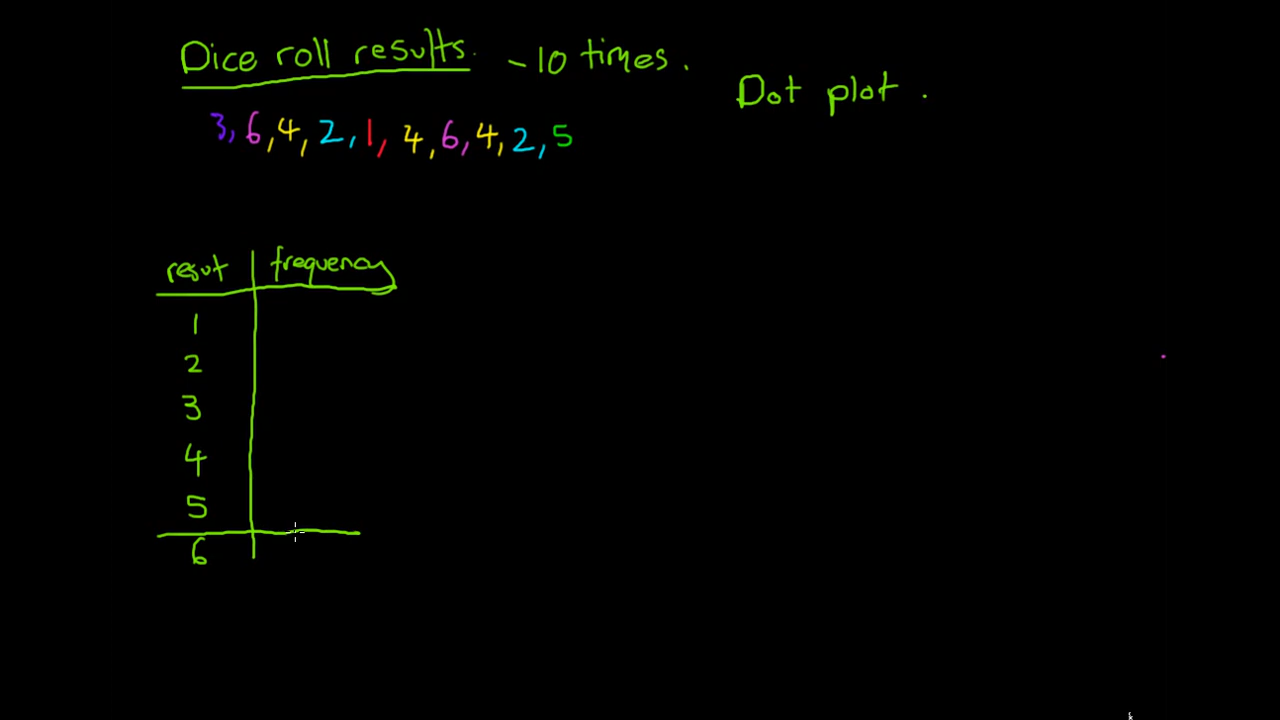 Dice roll results. - 10 times.
Dot plot.
3, 6, 4, 2, 1, 4, 6, 4, 2, 5
resut frequency
1
2
3
4
5
6